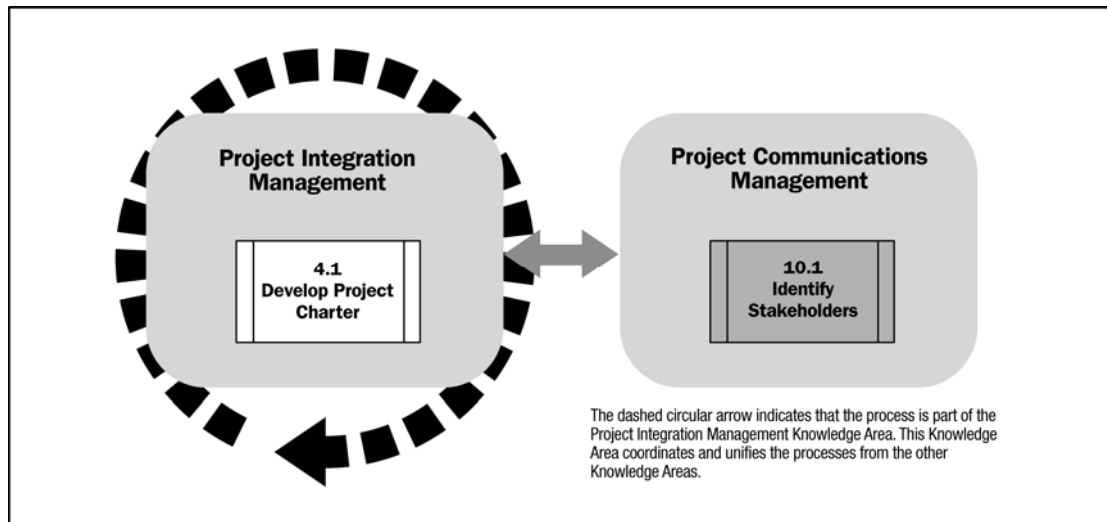 Project Integration
Management
4.1
Develop Project
Charter
Project Communications
Management
10.1
Identify
Stakeholders
The dashed circular arrow indicates that the process is part of the
Project Integration Management Knowledge Area. This Knowledge
Area coordinates and unifies the processes from the other
Knowledge Areas.